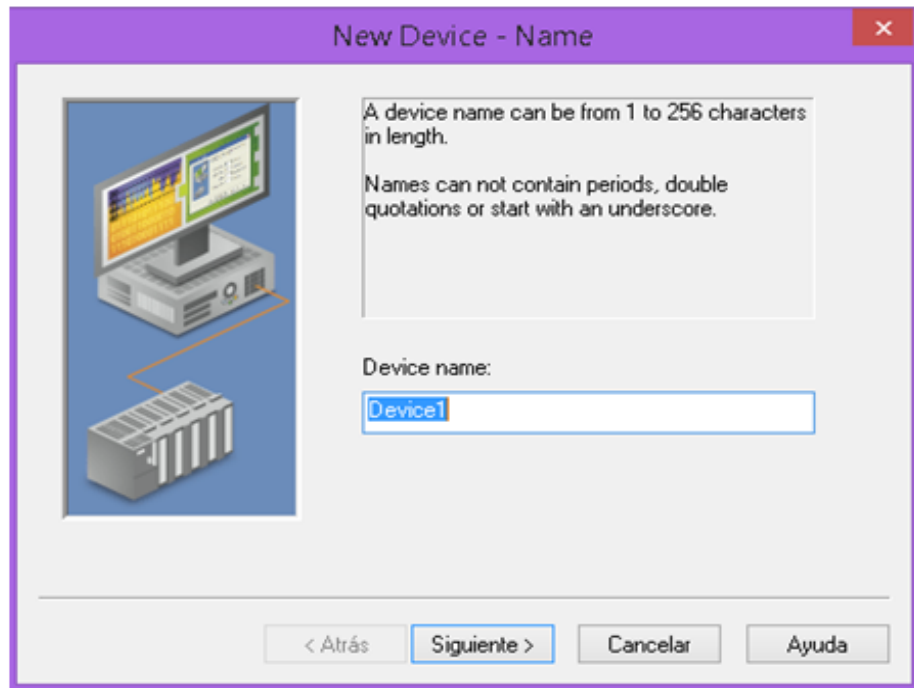 New Device - Name
A device name can be from 1 to 256 characters
in length.
Names can not contain periods, double
quotations or start with an underscore.
Device name:
Device1
< Atrás
Siguiente >
Cancelar
Ayuda